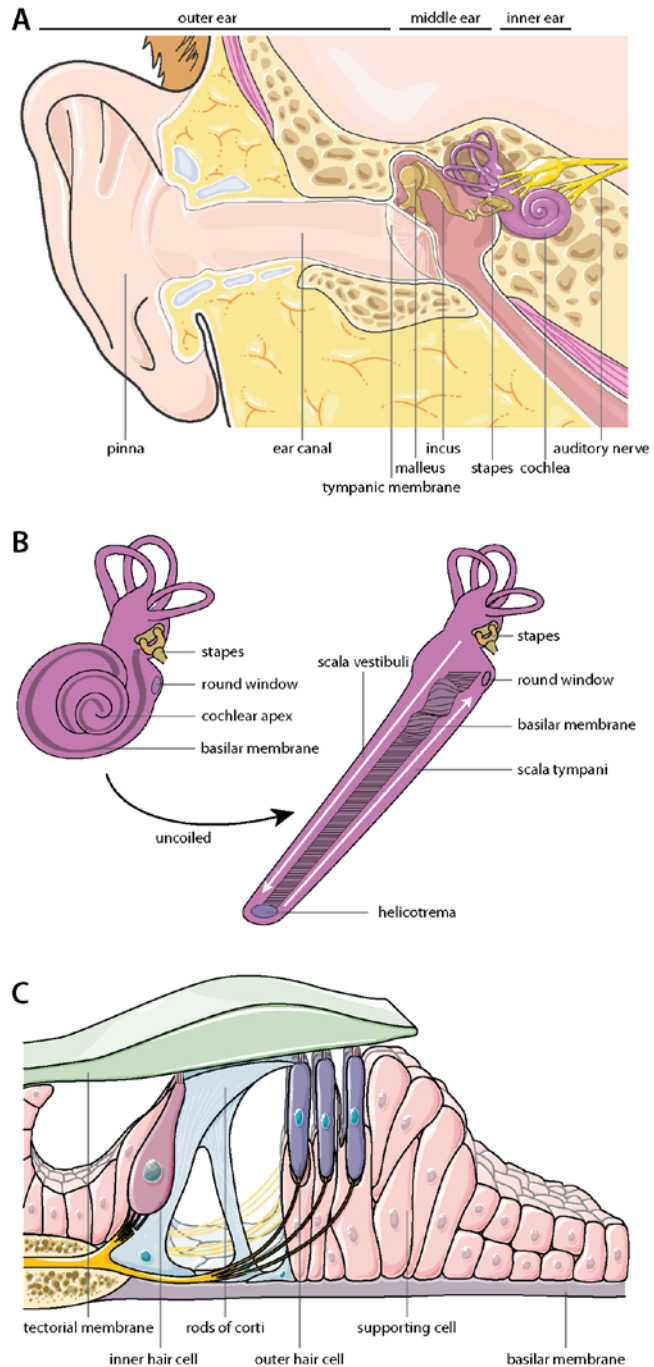 A
outer ear
middle ear
inner ear
pinna
ear canal
incus
auditory nerve
malleus
stapes
cochlea
tympanic membrane
B
stapes
round window
cochlear apex
basilar membrane
uncoiled
scala vestibuli
stapes
round window
basilar membrane
scala tympani
helicotrema
C
tectorial membrane
rods of corti
supporting cell
inner hair cell
outer hair cell
basilar membrane